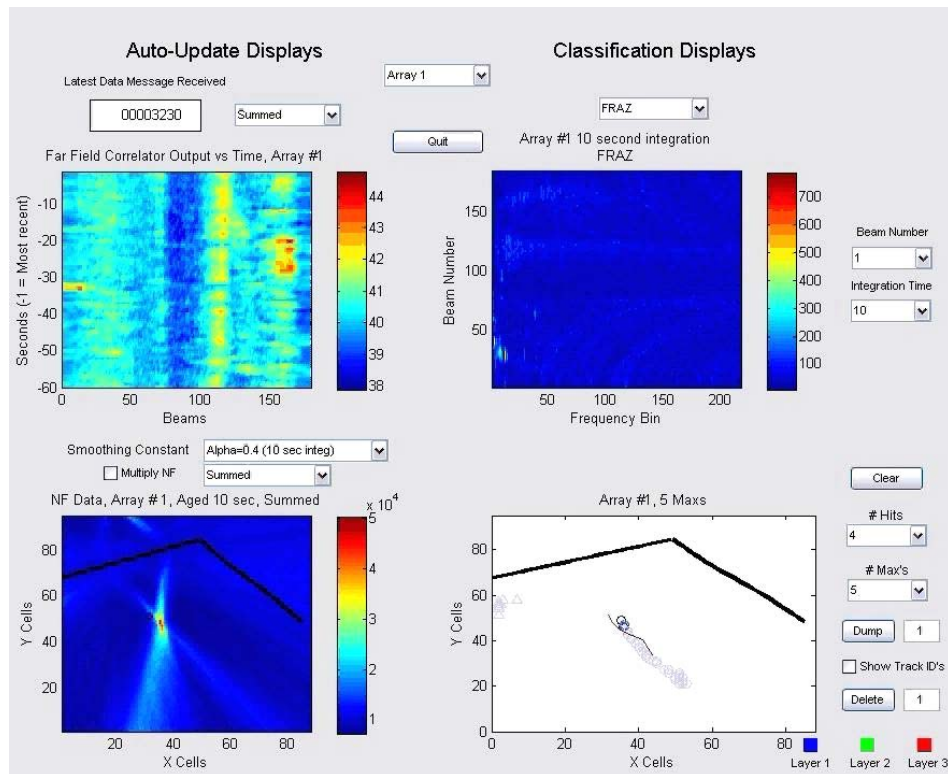 Auto-Update Displays
Classification Displays
Latest Data Message Received
Array 1
00003230
Summed
FRAZ
Quit
Far Field Correlator Output vs Time, Array #1
Array #1 10 second integration
FRAZ
Seconds (-1 = Most recent)
-10
-20
-30
-40
-50
-60
0
50
100
150
Beams
44
43
42
41
40
39
38
Beam Number
150
100
50
50
100
150
200
Frequency Bin
700
600
500
400
300
200
100
Beam Number
1
Integration Time
10
Smoothing Constant
Alpha=0.4 (10 sec integ)
Multiply NF
Summed
NF Data, Array #1, Aged 10 sec, Summed
x 10^4
Y Cells
80
60
40
20
20
40
60
80
X Cells
5
4
3
2
1
Array #1, 5 Maxs
Y Cells
80
60
40
20
0
0
20
40
60
80
X Cells
Clear
# Hits
4
# Max's
5
Dump
1
Show Track ID's
Delete
1
Layer 1
Layer 2
Layer 3